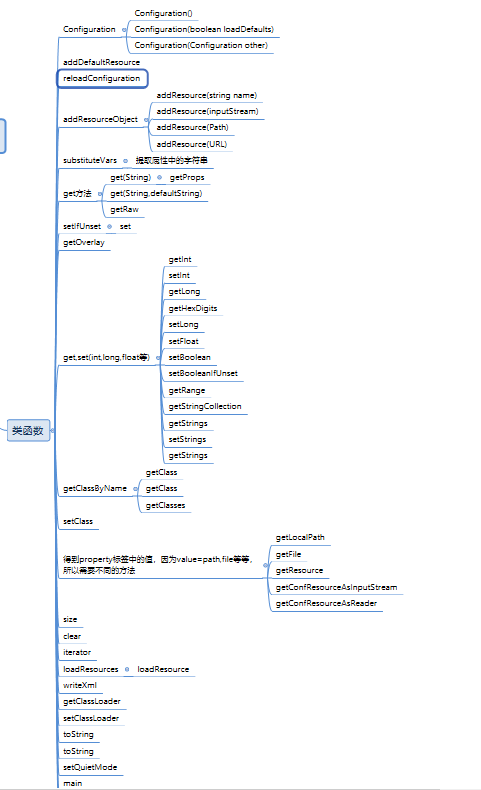 Configuration
Configuration()
Configuration(boolean loadDefaults)
Configuration(Configuration other)
addDefaultResource
reloadConfiguration
addResourceObject
addResource(string name)
addResource(inputStream)
addResource(Path)
addResource(URL)
substituteVars
提取属性中的字符串
get方法
get(String)
getProps
get(String,defaultString)
getRaw
setIfUnset
set
getOverlay
get,set(int,long,float等)
getInt
setInt
getLong
getHexDigits
setLong
setFloat
setBoolean
setBooleanIfUnset
getRange
getStringCollection
getStrings
setStrings
getStrings
类函数
getClassByName
getClass
getClass
getClasses
setClass
得到property标签中的值，因为value=path,file等等，
所以需要不同的方法
getLocalPath
getFile
getResource
getConfResourceAsInputStream
getConfResourceAsReader
size
clear
iterator
loadResources
loadResource
writeXml
getClassLoader
setClassLoader
toString
toString
setQuietMode
main